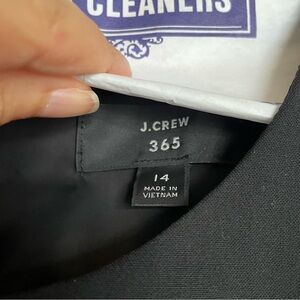 CLEANERS
J.CREW
365
14
MADE IN
VIETNAM